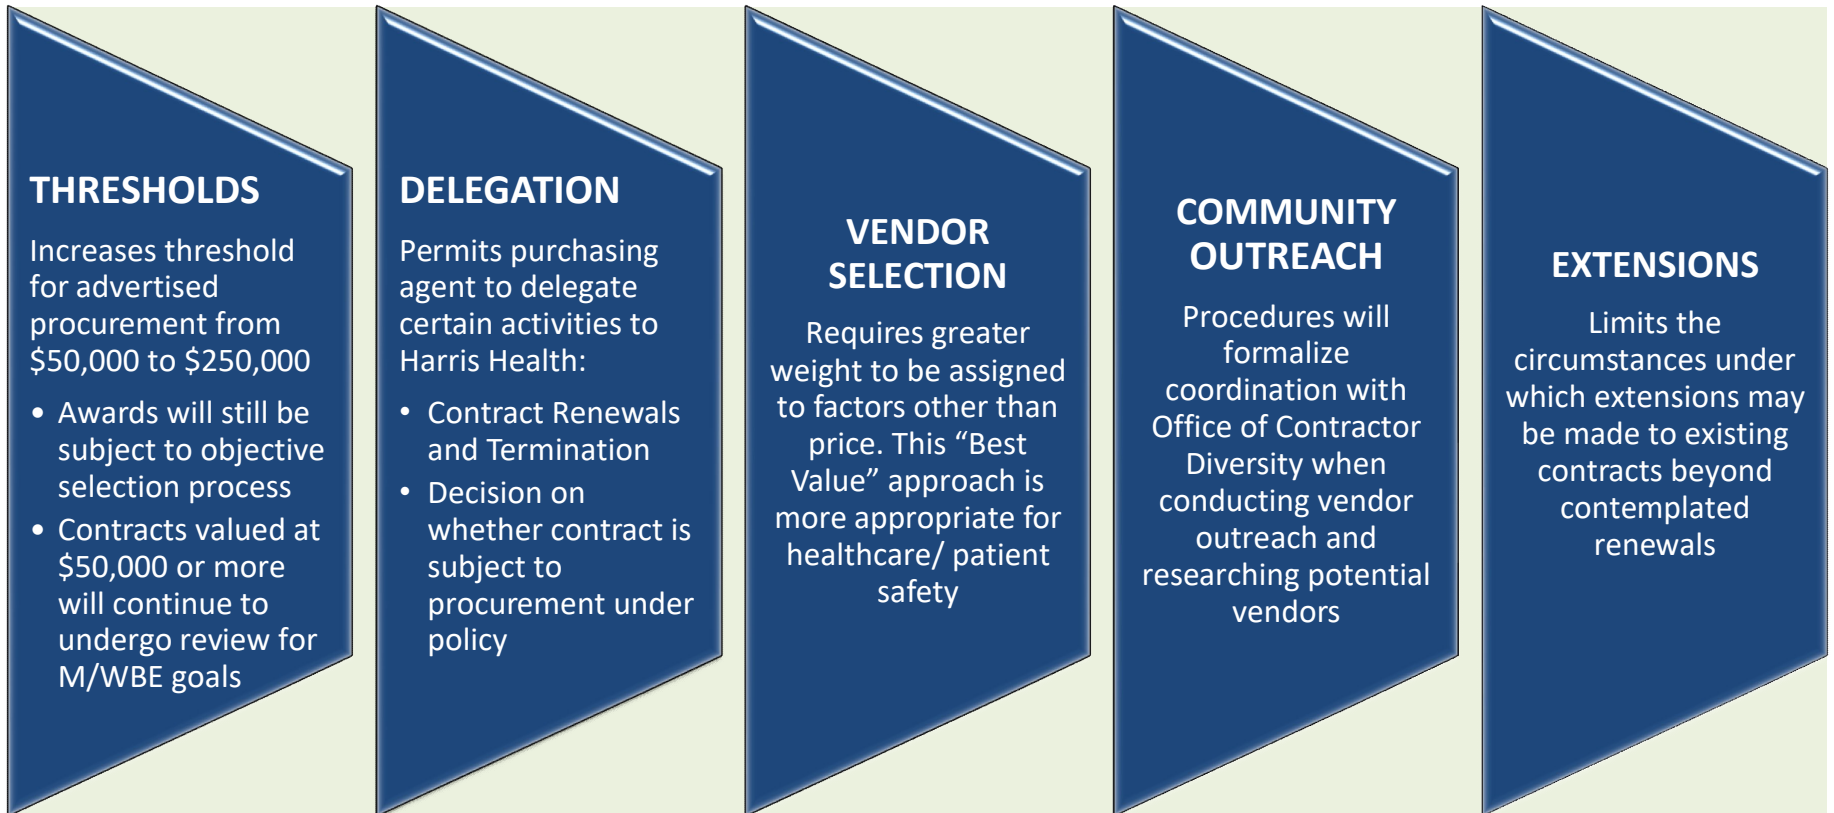 THRESHOLDS
Increases threshold
for advertised
procurement from
$50,000 to $250,000
• Awards will still be
subject to objective
selection process
• Contracts valued at
$50,000 or more
will continue to
undergo review for
M/WBE goals
DELEGATION
Permits purchasing
agent to delegate
certain activities to
Harris Health:
• Contract Renewals
and Termination
• Decision on
whether contract is
subject to
procurement under
policy
VENDOR
SELECTION
Requires greater
weight to be assigned
to factors other than
price. This “Best
Value” approach is
more appropriate for
healthcare/ patient
safety
COMMUNITY
OUTREACH
Procedures will
formalize
coordination with
Office of Contractor
Diversity when
conducting vendor
outreach and
researching potential
vendors
EXTENSIONS
Limits the
circumstances under
which extensions may
be made to existing
contracts beyond
contemplated
renewals